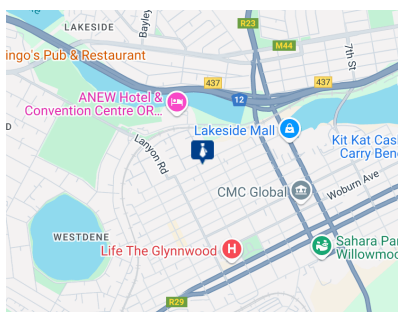 LAKESIDE
Bayley
R23
M44
7th St
ingo's Pub & Restaurant
437
437
ANEW Hotel &
Convention Centre OR...
12
Lakeside Mall
Kit Kat Cas
Carry Ben
D
Lanyon Rd
CMC Global
Woburn Ave
WESTDENE
Life The Glynnwood
H
Sahara Par
Willowmoo
R29